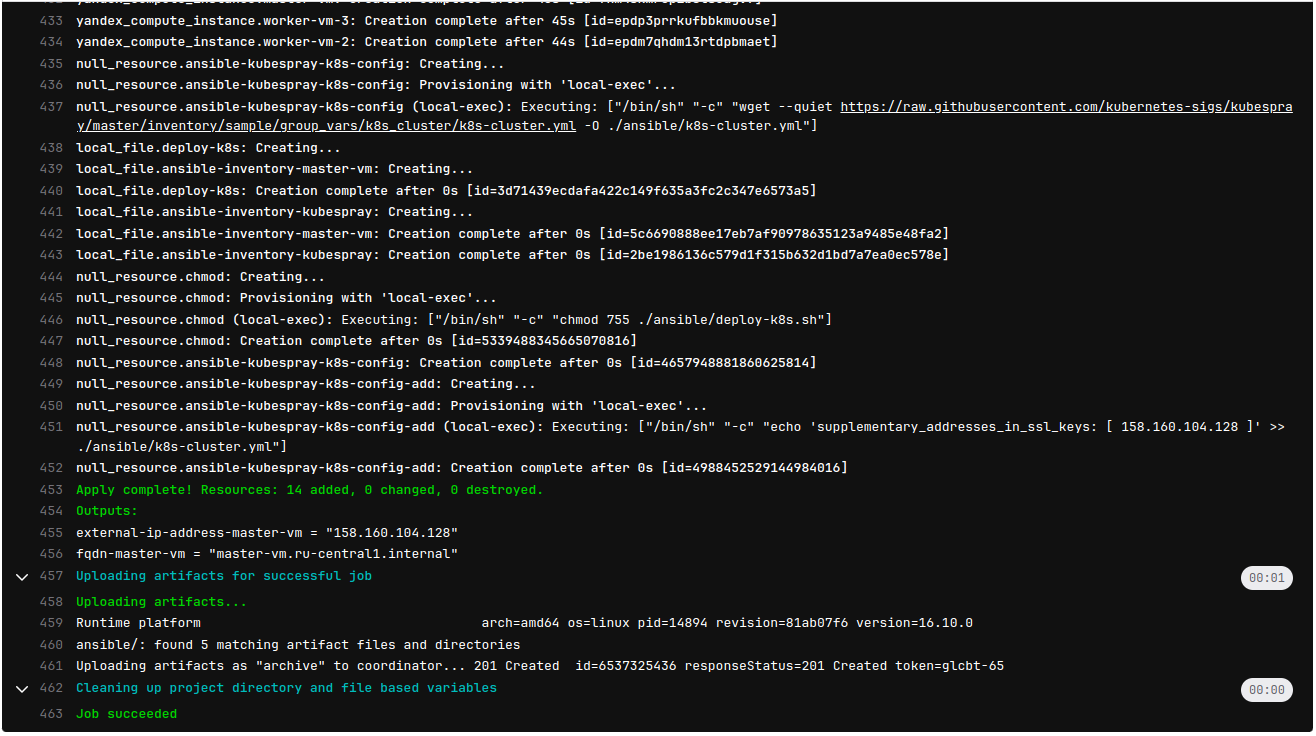 433 yandex_compute_instance.worker-vm-3: Creation complete after 45s [id=epdp3prrkufbbkmuouse]
434 yandex_compute_instance.worker-vm-2: Creation complete after 44s [id=epdm7qhdm13rtdpbmaet]
435 null_resource.ansible-kubespray-k8s-config: Creating...
436 null_resource.ansible-kubespray-k8s-config: Provisioning with 'local-exec'...
437 null_resource.ansible-kubespray-k8s-config (local-exec): Executing: ["/bin/sh" "-c" "wget --quiet https://raw.githubusercontent.com/kubernetes-sigs/kubespra
y/master/inventory/sample/group_vars/k8s_cluster/k8s-cluster.yml -O ./ansible/k8s-cluster.yml"]
438 local_file.deploy-k8s: Creating...
439 local_file.ansible-inventory-master-vm: Creating...
440 local_file.deploy-k8s: Creation complete after 0s [id=3d71439ecdafa422c149f635a3fc2c347e6573a5]
441 local_file.ansible-inventory-kubespray: Creating...
442 local_file.ansible-inventory-master-vm: Creation complete after 0s [id=5c6690888ee17eb7af90978635123a9485e48fa2]
443 local_file.ansible-inventory-kubespray: Creation complete after 0s [id=2be1986136c579d1f315b632d1bd7a7ea0ec578e]
444 null_resource.chmod: Creating...
445 null_resource.chmod: Provisioning with 'local-exec'...
446 null_resource.chmod (local-exec): Executing: ["/bin/sh" "-c" "chmod 755 ./ansible/deploy-k8s.sh"]
447 null_resource.chmod: Creation complete after 0s [id=5339488345665070816]
448 null_resource.ansible-kubespray-k8s-config: Creation complete after 0s [id=4657948881860625814]
449 null_resource.ansible-kubespray-k8s-config-add: Creating...
450 null_resource.ansible-kubespray-k8s-config-add: Provisioning with 'local-exec'...
451 null_resource.ansible-kubespray-k8s-config-add (local-exec): Executing: ["/bin/sh" "-c" "echo 'supplementary_addresses_in_ssl_keys: [ 158.160.104.128 ]' >>
./ansible/k8s-cluster.yml"]
452 null_resource.ansible-kubespray-k8s-config-add: Creation complete after 0s [id=4988452529144984016]
453 Apply complete! Resources: 14 added, 0 changed, 0 destroyed.
454 Outputs:
455 external-ip-address-master-vm = "158.160.104.128"
456 fqdn-master-vm = "master-vm.ru-central1.internal"
457 Uploading artifacts for successful job 00:01
458 Uploading artifacts...
459 Runtime platform arch=amd64 os=linux pid=14894 revision=81ab07f6 version=16.10.0
460 ansible/: found 5 matching artifact files and directories
461 Uploading artifacts as "archive" to coordinator... 201 Created id=6537325436 responseStatus=201 Created token=glcbt-65
462 Cleaning up project directory and file based variables 00:00
463 Job succeeded